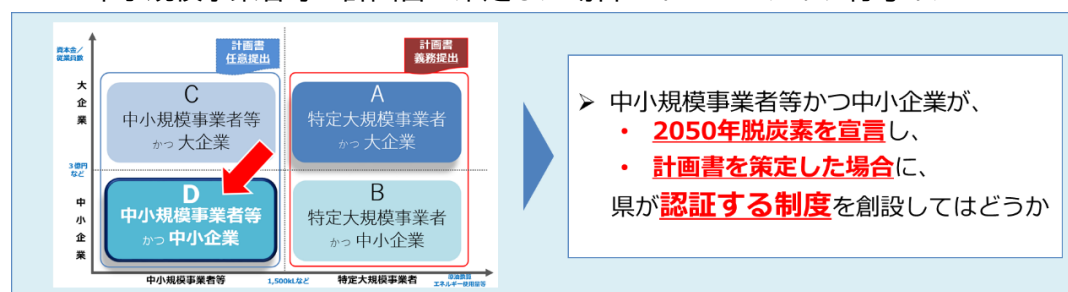 計画書
任意提出
計画書
義務提出
資本金/
従業員数
大企業
C
中小規模事業者等
かつ 大企業
A
特定大規模事業者
かつ 大企業
3億円
など
中小企業
D
中小規模事業者等
かつ 中小企業
B
特定大規模事業者
かつ 中小企業
中小規模事業者等
1,500kLなど
特定大規模事業者
原油換算
エネルギー使用量等
➢ 中小規模事業者等かつ中小企業が、
• 2050年脱炭素を宣言し、
• 計画書を策定した場合に、
県が認証する制度を創設してはどうか